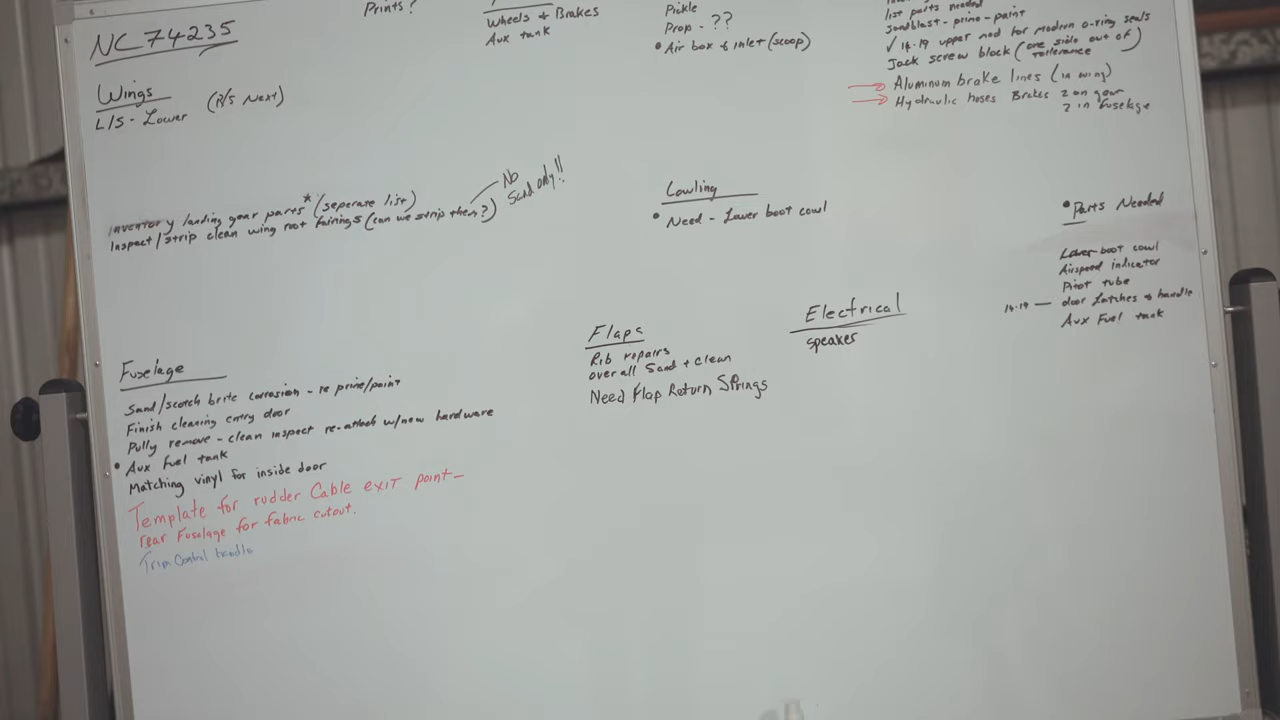 NC74235
Prints?
Wheels & Brakes
Aux tank
Pickle
Prop - ??
• Air box & inlet (scoop)
list parts needed
Sandblast - prime - paint
✓ 14-19 upper mod for modern o-ring seals
Jack screw block (one side out of tollerance)
→ Aluminum brake lines (in wing)
→ Hydraulic hoses Brakes 2 on gear
2 in fuselage
Wings
L/S - Lower (R/S Next)
Inventory landing gear parts* (seperate list)
Inspect/strip clean wing root fairings (can we strip them?)
No
Sand only!!
Cowling
• Need - Lower boot cowl
• Parts Needed
Lower boot cowl
Airspeed indicator
Pitot tube
14-19 — door Latches & handle
Aux Fuel tank
Electrical
speaker
Flaps
Rib repairs
overall Sand + clean
Need Flap Return Springs
Fuselage
Sand/scotch brite corrosion - re prime/paint
Finish cleaning entry door
Pully remove - clean inspect re-attach w/new hardware
• Aux Fuel tank
Matching vinyl for inside door
Template for rudder Cable exit point -
rear Fuselage for fabric cutout.
Trim Control handle